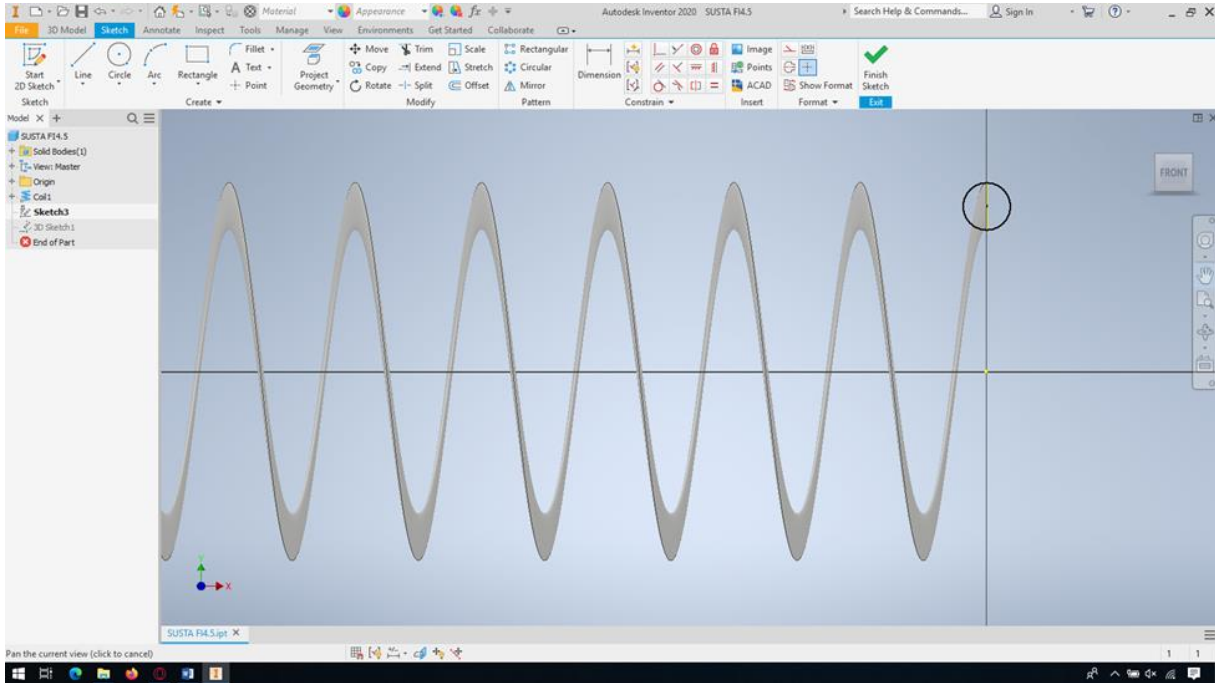 Material
Appearance
fx
Autodesk Inventor 2020 SUSTA FI4.5
Search Help & Commands...
Sign In
File 3D Model Sketch Annotate Inspect Tools Manage View Environments Get Started Collaborate
Start 2D Sketch
Line
Circle
Arc
Rectangle
Fillet
Text
Point
Project Geometry
Move
Copy
Rotate
Trim
Extend
Split
Scale
Stretch
Offset
Rectangular
Circular
Mirror
Dimension
Image
Points
ACAD
Show Format
Finish Sketch
Sketch Create Modify Pattern Constrain Insert Format Exit
Model
SUSTA FI4.5
Solid Bodies(1)
View: Master
Origin
Coil1
Sketch3
3D Sketch1
End of Part
FRONT
Y
X
SUSTA FI4.5.ipt
Pan the current view (click to cancel)
1 1